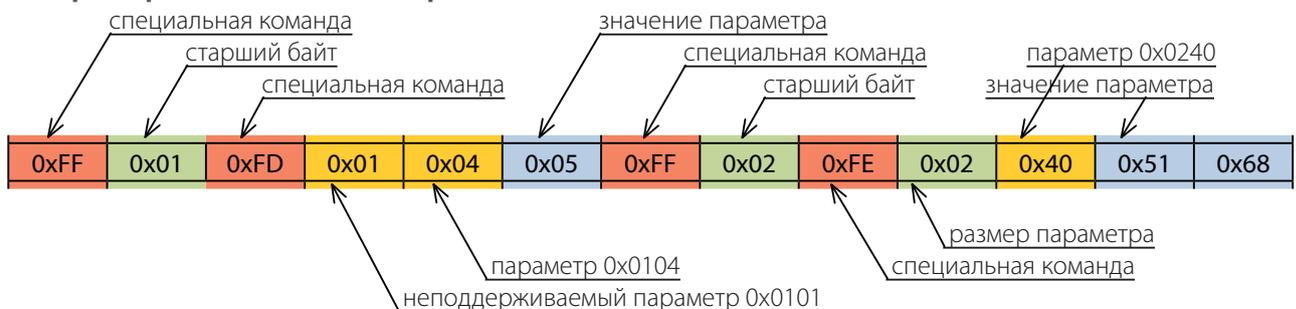 специальная команда значение параметра
старший байт специальная команда параметр 0x0240
специальная команда старший байт значение параметра
0xFF 0x01 0xFD 0x01 0x04 0x05 0xFF 0x02 0xFE 0x02 0x40 0x51 0x68
размер параметра
параметр 0x0104 специальная команда
неподдерживаемый параметр 0x0101